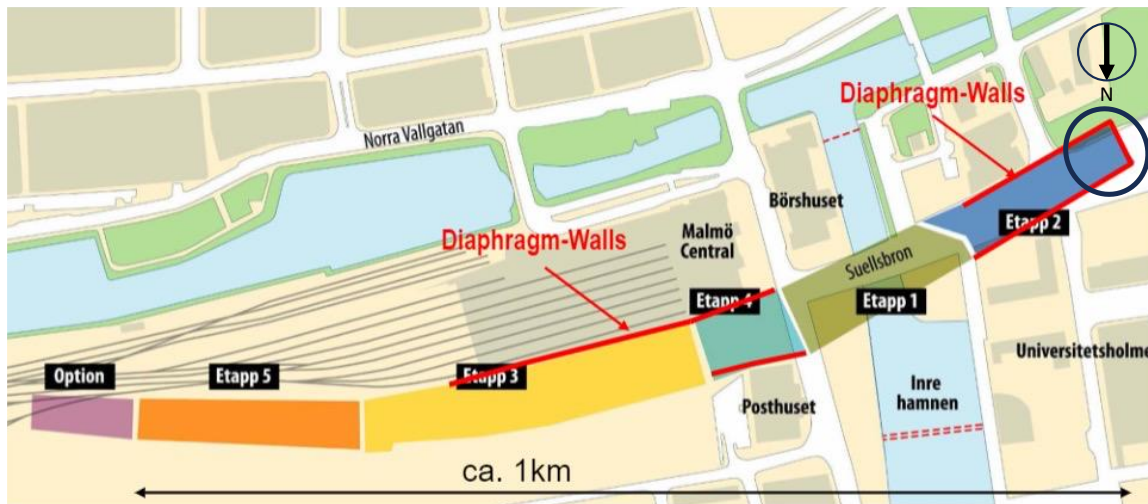 N
Diaphragm-Walls
Norra Vallgatan
Börshuset
Etapp 2
Malmö
Central
Diaphragm-Walls
Suellsbron
Etapp 4
Etapp 1
Universitetsholme
Option
Etapp 5
Etapp 3
Inre
hamnen
Posthuset
ca. 1km